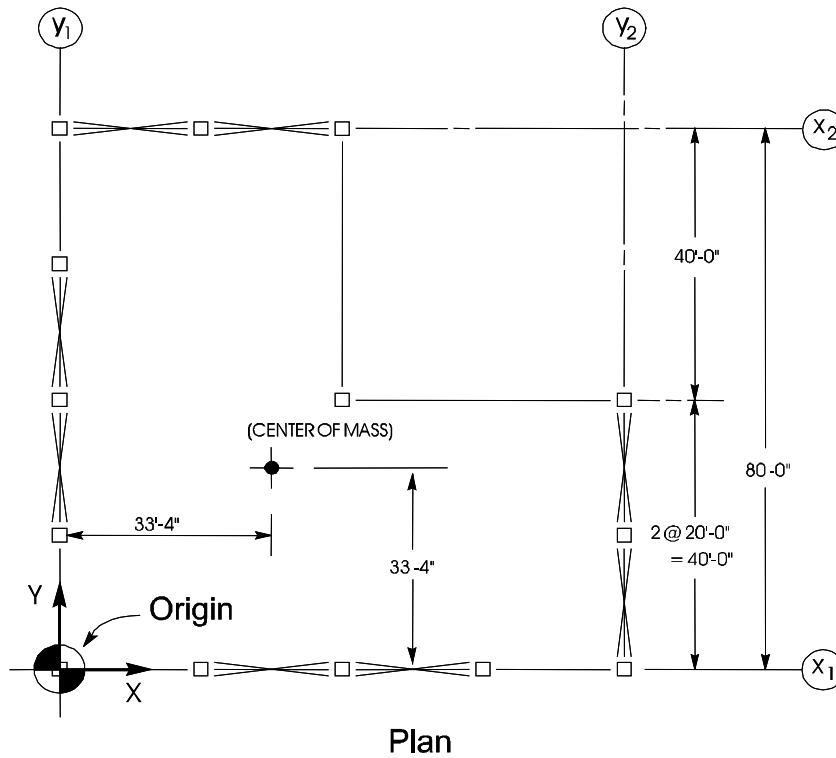 y1
y2
x2
40'-0"
(CENTER OF MASS)
80-0"
33'-4"
2 @ 20'-0"
= 40'-0"
33-4"
Y
Origin
X
x1
Plan